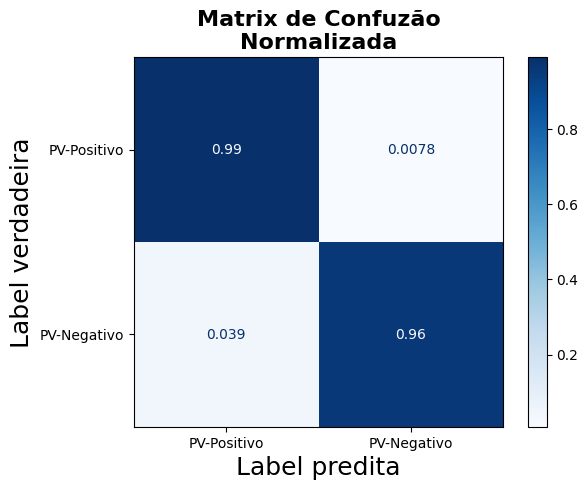 Matrix de Confuzão
Normalizada
Label verdadeira
PV-Positivo
0.99
0.0078
PV-Negativo
0.039
0.96
PV-Positivo
PV-Negativo
Label predita
0.8
0.6
0.4
0.2